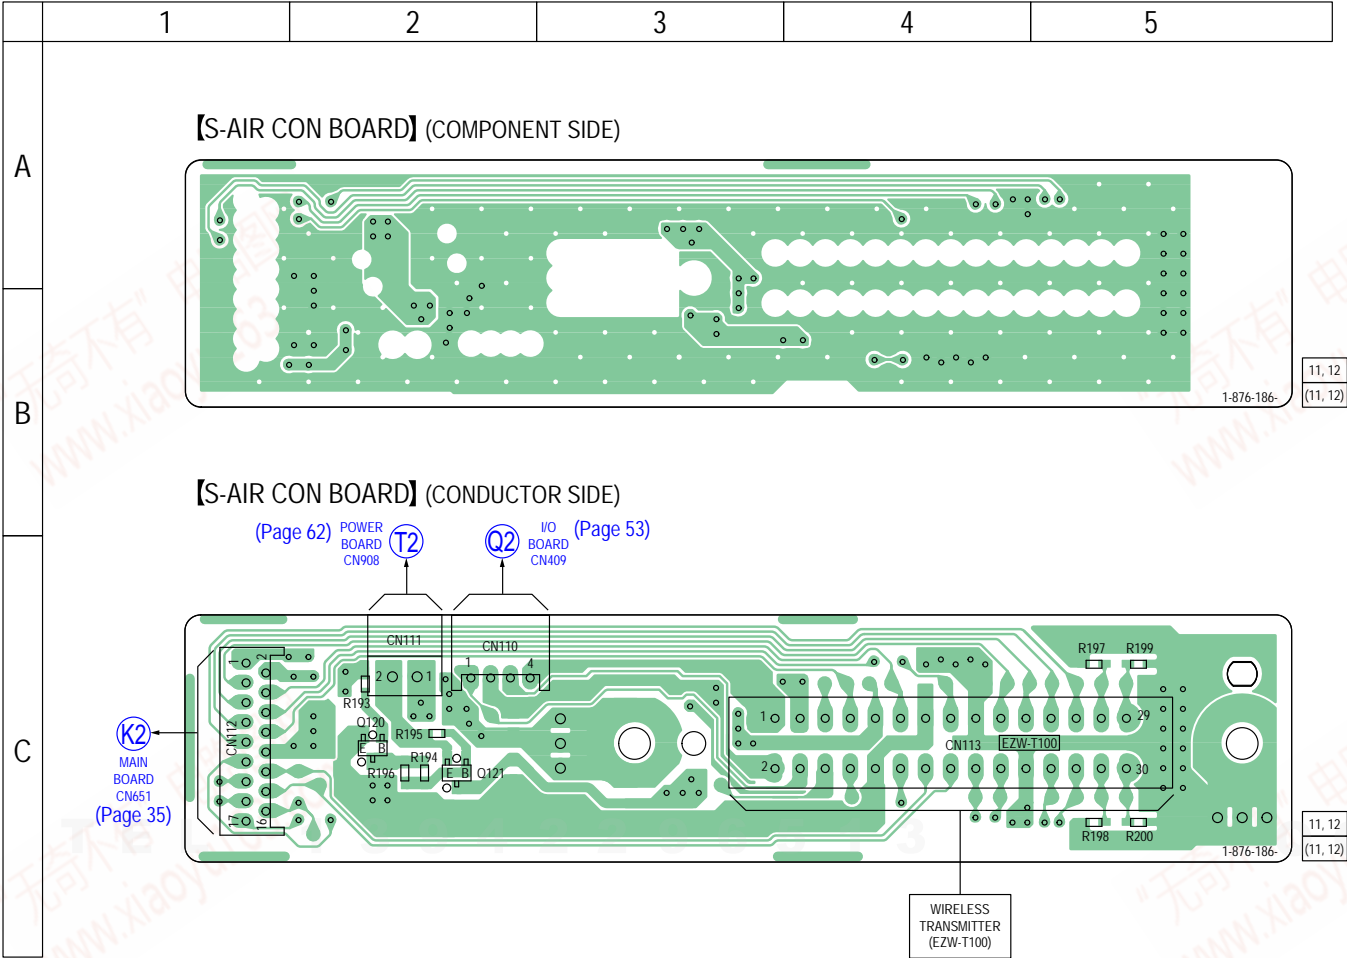 1 2 3 4 5
A
【S-AIR CON BOARD】 (COMPONENT SIDE)
1-876-186-
11, 12
(11, 12)
B
【S-AIR CON BOARD】 (CONDUCTOR SIDE)
(Page 62)
POWER
BOARD
CN908
T2
Q2
I/O
BOARD
CN409
(Page 53)
C
CN111
CN110
2 1
1 4
R193
Q120
E B
R195
R194
R196
E B
Q121
1 2
CN112
17 16
K2
MAIN
BOARD
CN651
(Page 35)
R197 R199
1 29
CN113 EZW-T100
2 30
R198 R200
1-876-186-
11, 12
(11, 12)
WIRELESS
TRANSMITTER
(EZW-T100)